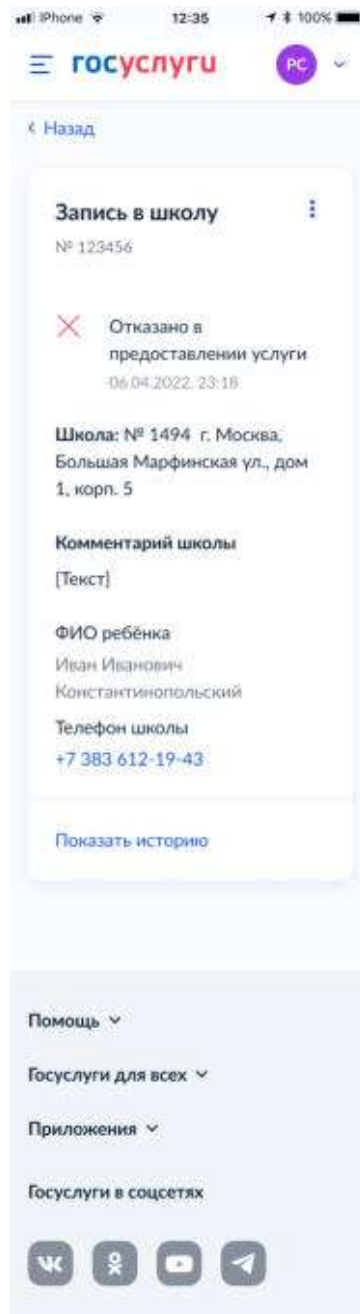 iPhone 12:35 100%
госуслуги РС
Назад
Запись в школу
№ 123456
Отказано в
предоставлении услуги
06.04.2022, 23:18
Школа: № 1494 г. Москва,
Большая Марфинская ул., дом
1, корп. 5
Комментарий школы
[Текст]
ФИО ребёнка
Иван Иванович
Константинопольский
Телефон школы
+7 383 612-19-43
Показать историю
Помощь
Госуслуги для всех
Приложения
Госуслуги в соцсетях